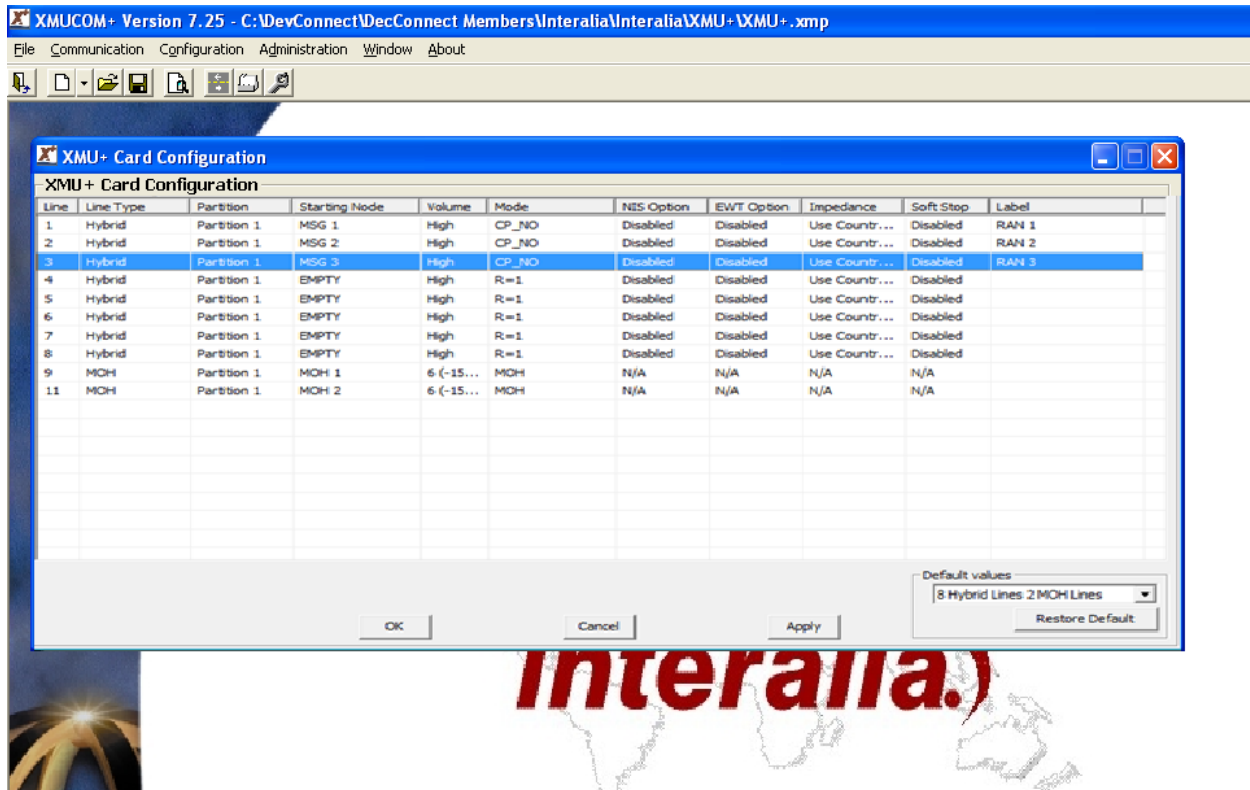 XMUCOM+ Version 7.25 - C:\DevConnect\DecConnect Members\Interalia\Interalia\XMU+\XMU+.xmp
File Communication Configuration Administration Window About
XMU+ Card Configuration
XMU+ Card Configuration
Line Line Type Partition Starting Node Volume Mode NIS Option EWT Option Impedance Soft Stop Label
1 Hybrid Partition 1 MSG 1 High CP_NO Disabled Disabled Use Countr... Disabled RAN 1
2 Hybrid Partition 1 MSG 2 High CP_NO Disabled Disabled Use Countr... Disabled RAN 2
3 Hybrid Partition 1 MSG 3 High CP_NO Disabled Disabled Use Countr... Disabled RAN 3
4 Hybrid Partition 1 EMPTY High R=1 Disabled Disabled Use Countr... Disabled
5 Hybrid Partition 1 EMPTY High R=1 Disabled Disabled Use Countr... Disabled
6 Hybrid Partition 1 EMPTY High R=1 Disabled Disabled Use Countr... Disabled
7 Hybrid Partition 1 EMPTY High R=1 Disabled Disabled Use Countr... Disabled
8 Hybrid Partition 1 EMPTY High R=1 Disabled Disabled Use Countr... Disabled
9 MOH Partition 1 MOH 1 6 (-15... MOH N/A N/A N/A N/A
11 MOH Partition 1 MOH 2 6 (-15... MOH N/A N/A N/A N/A
Default values
8 Hybrid Lines 2 MOH Lines
OK Cancel Apply Restore Default
Interalia.)